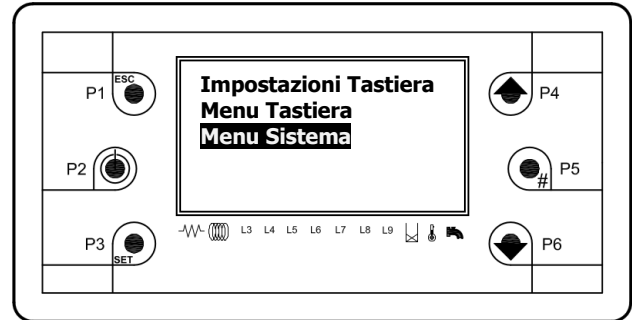 Impostazioni Tastiera
Menu Tastiera
Menu Sistema
P1 ESC
P2
P3 SET
P4
P5 #
P6
L3 L4 L5 L6 L7 L8 L9